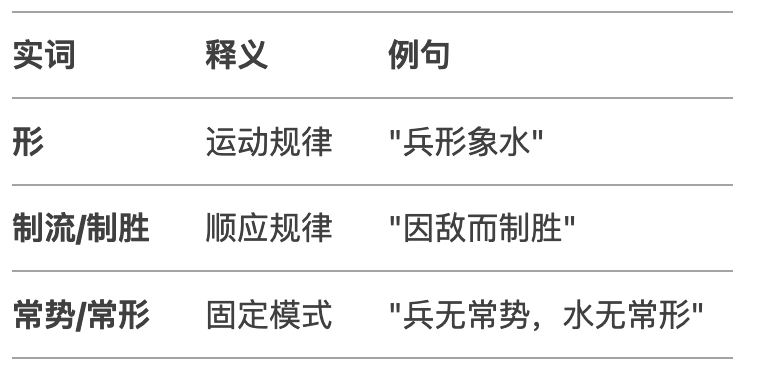 实词 释义 例句
形 运动规律 "兵形象水"
制流/制胜 顺应规律 "因敌而制胜"
常势/常形 固定模式 "兵无常势，水无常形"